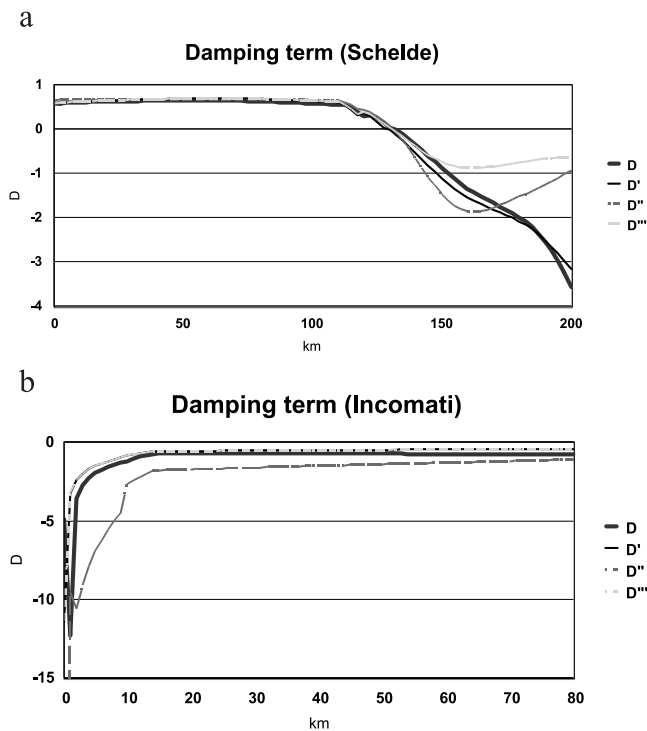 a
Damping term (Schelde)
1
0
-1
-2
-3
-4
D
0
50
100
150
200
km
D
D'
D"
D"'
b
Damping term (Incomati)
0
-5
-10
-15
D
0
10
20
30
40
50
60
70
80
km
D
D'
D"
D"'